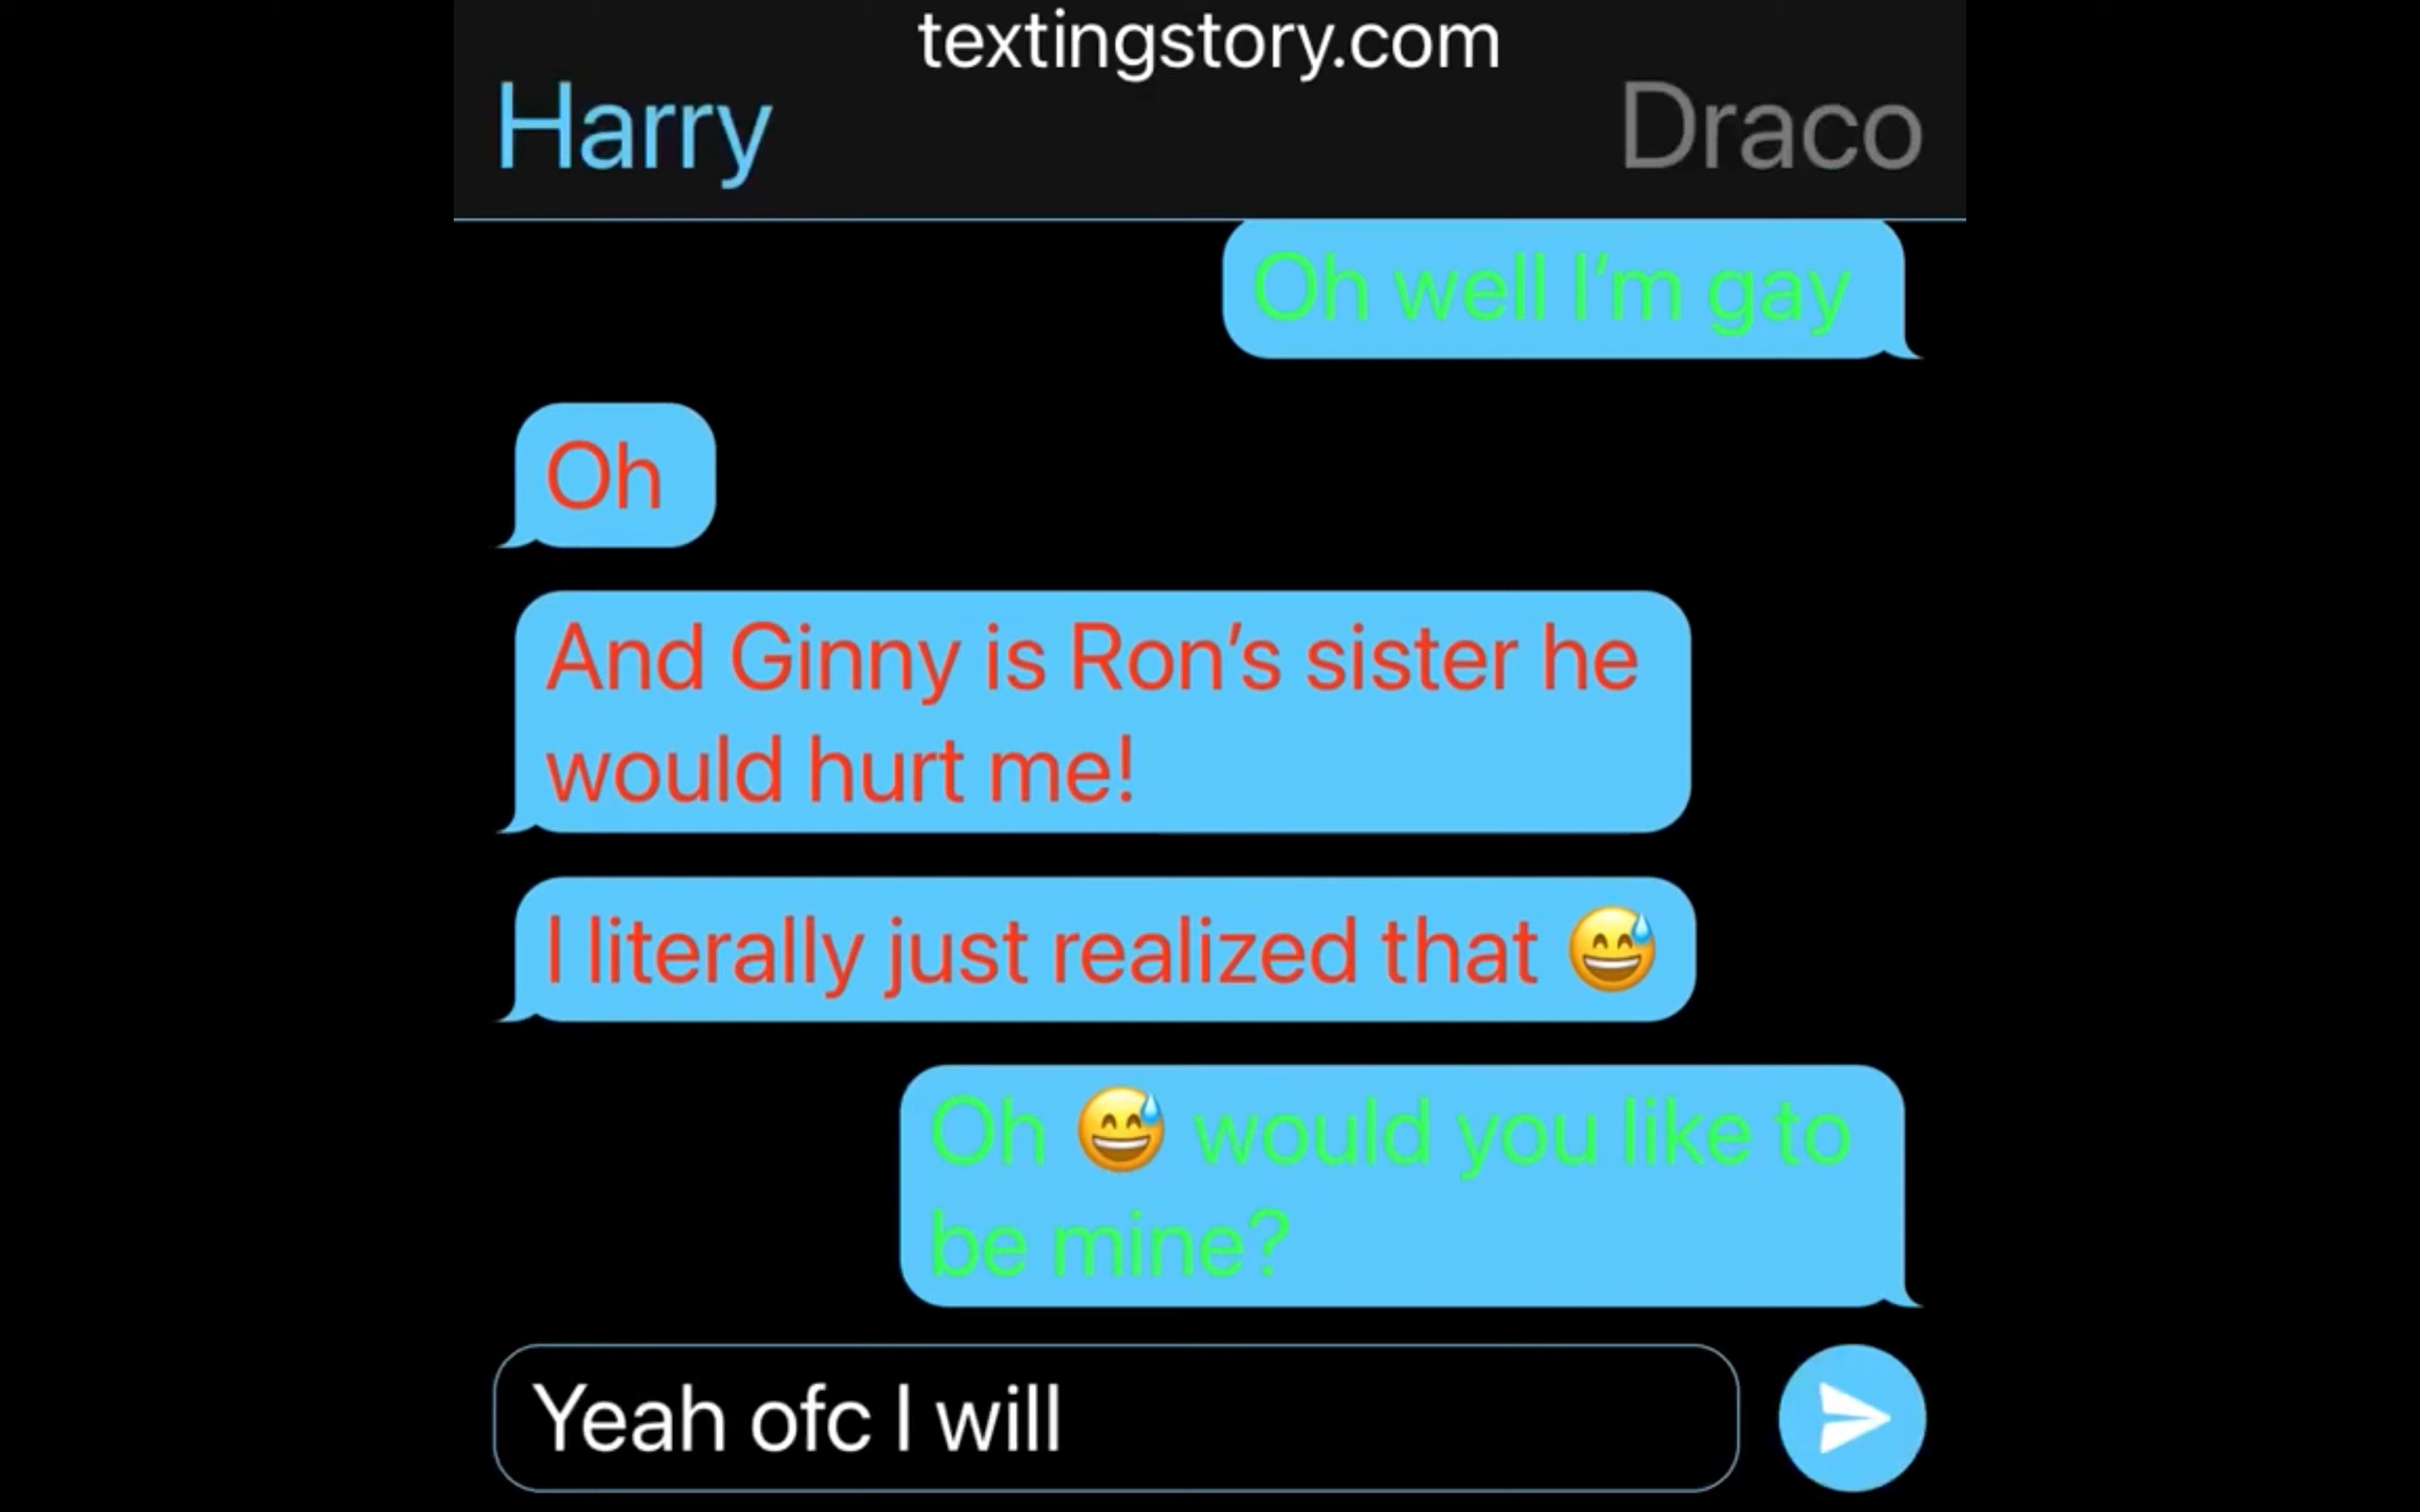 textingstory.com
Harry
Draco
Oh well I’m gay
Oh
And Ginny is Ron’s sister he
would hurt me!
I literally just realized that 😅
Oh 😅 would you like to
be mine?
Yeah ofc I will